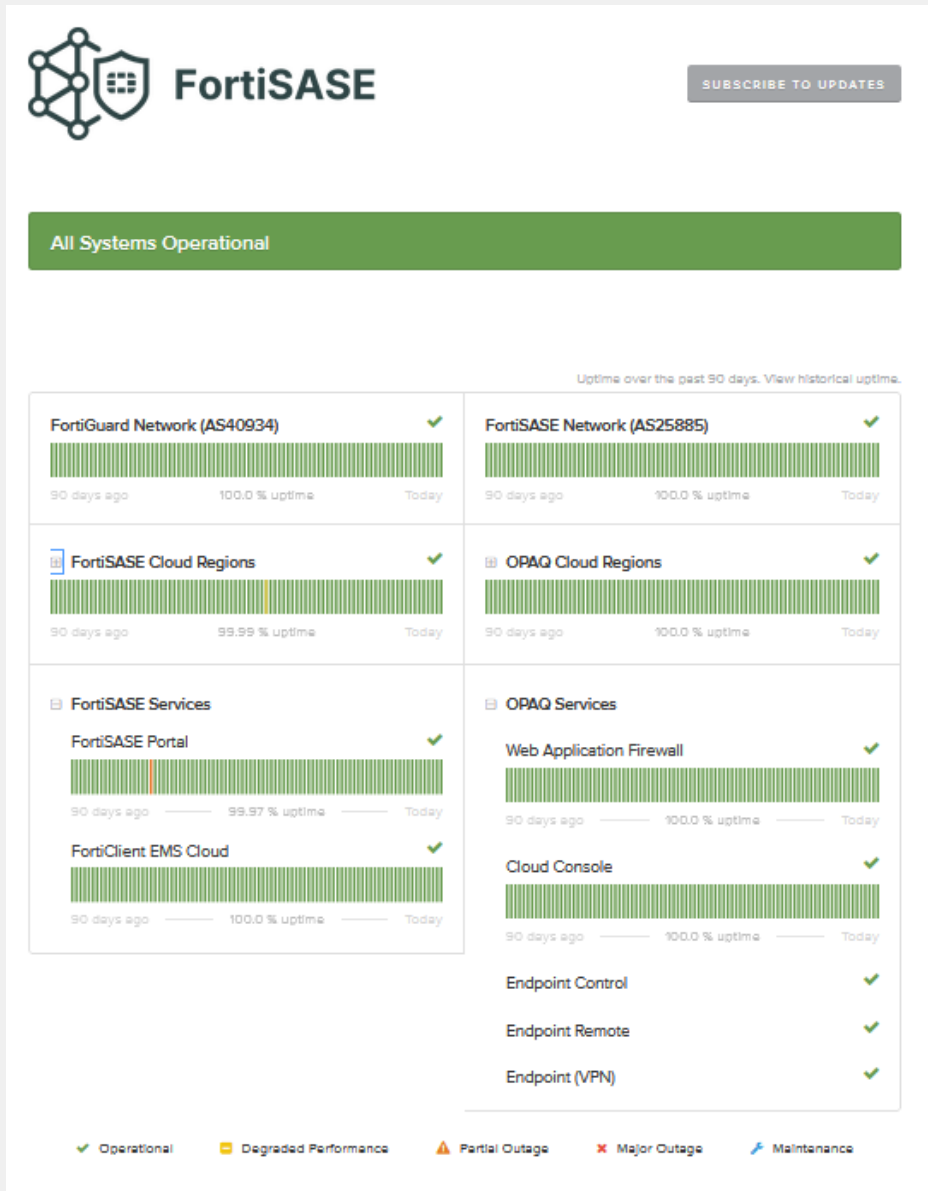 FortiSASE
SUBSCRIBE TO UPDATES
All Systems Operational
Uptime over the past 90 days. View historical uptime.
FortiGuard Network (AS40934)
90 days ago 100.0 % uptime Today
FortiSASE Network (AS25885)
90 days ago 100.0 % uptime Today
FortiSASE Cloud Regions
90 days ago 99.99 % uptime Today
OPAQ Cloud Regions
90 days ago 100.0 % uptime Today
FortiSASE Services
FortiSASE Portal
90 days ago 99.97 % uptime Today
FortiClient EMS Cloud
90 days ago 100.0 % uptime Today
OPAQ Services
Web Application Firewall
90 days ago 100.0 % uptime Today
Cloud Console
90 days ago 100.0 % uptime Today
Endpoint Control
Endpoint Remote
Endpoint (VPN)
Operational Degraded Performance Partial Outage Major Outage Maintenance